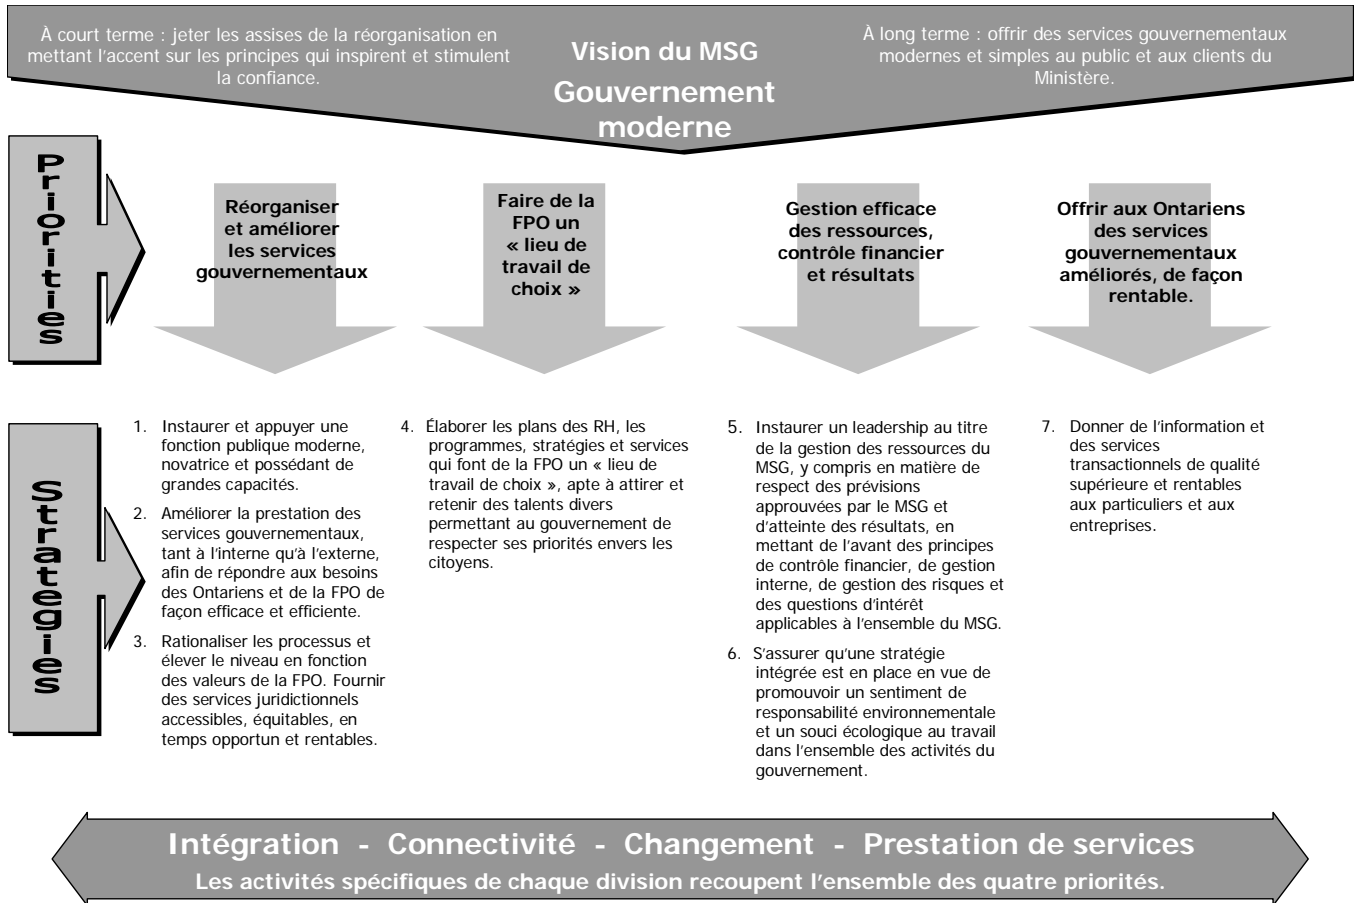 À court terme : jeter les assises de la réorganisation en
mettant l'accent sur les principes qui inspirent et stimulent
la confiance.
Vision du MSG
Gouvernement
moderne
À long terme : offrir des services gouvernementaux
modernes et simples au public et aux clients du
Ministère.
Priorities
Réorganiser
et améliorer
les services
gouvernementaux
Faire de la
FPO un
« lieu de
travail de
choix »
Gestion efficace
des ressources,
contrôle financier
et résultats
Offrir aux Ontariens
des services
gouvernementaux
améliorés, de façon
rentable.
Strategies
1. Instaurer et appuyer une
fonction publique moderne,
novatrice et possédant de
grandes capacités.
2. Améliorer la prestation des
services gouvernementaux,
tant à l'interne qu'à l'externe,
afin de répondre aux besoins
des Ontariens et de la FPO de
façon efficace et efficiente.
3. Rationaliser les processus et
élever le niveau en fonction
des valeurs de la FPO. Fournir
des services juridictionnels
accessibles, équitables, en
temps opportun et rentables.
4. Élaborer les plans des RH, les
programmes, stratégies et services
qui font de la FPO un « lieu de
travail de choix », apte à attirer et
retenir des talents divers
permettant au gouvernement de
respecter ses priorités envers les
citoyens.
5. Instaurer un leadership au titre
de la gestion des ressources du
MSG, y compris en matière de
respect des prévisions
approuvées par le MSG et
d'atteinte des résultats, en
mettant de l'avant des principes
de contrôle financier, de gestion
interne, de gestion des risques et
des questions d'intérêt
applicables à l'ensemble du MSG.
6. S'assurer qu'une stratégie
intégrée est en place en vue de
promouvoir un sentiment de
responsabilité environnementale
et un souci écologique au travail
dans l'ensemble des activités du
gouvernement.
7. Donner de l'information et
des services
transactionnels de qualité
supérieure et rentables
aux particuliers et aux
entreprises.
Intégration - Connectivité - Changement - Prestation de services
Les activités spécifiques de chaque division recoupent l'ensemble des quatre priorités.